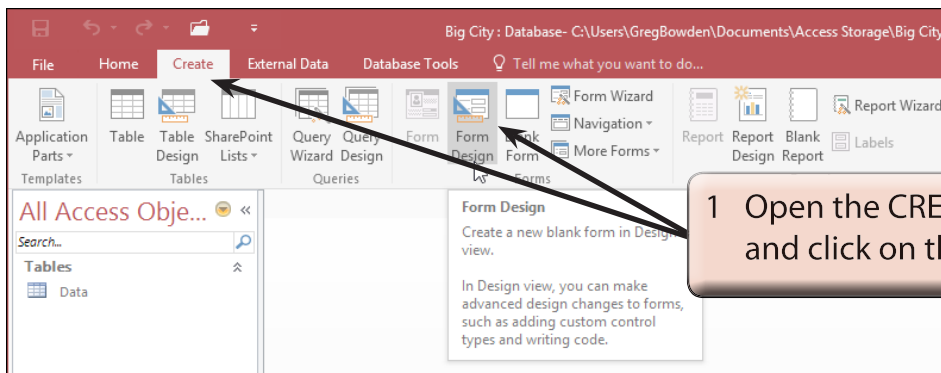 Big City : Database- C:\Users\GregBowden\Documents\Access Storage\Big City
File Home Create External Data Database Tools Tell me what you want to do...
Application Parts
Table
Table Design
SharePoint Lists
Query Wizard
Query Design
Form
Form Design
Blank Form
Form Wizard
Navigation
More Forms
Report
Report Design
Blank Report
Report Wizard
Labels
Templates Tables Queries Forms
All Access Obje...
Search...
Tables
Data
Form Design
Create a new blank form in Design
view.
In Design view, you can make
advanced design changes to forms,
such as adding custom control
types and writing code.
1 Open the CRE
and click on th